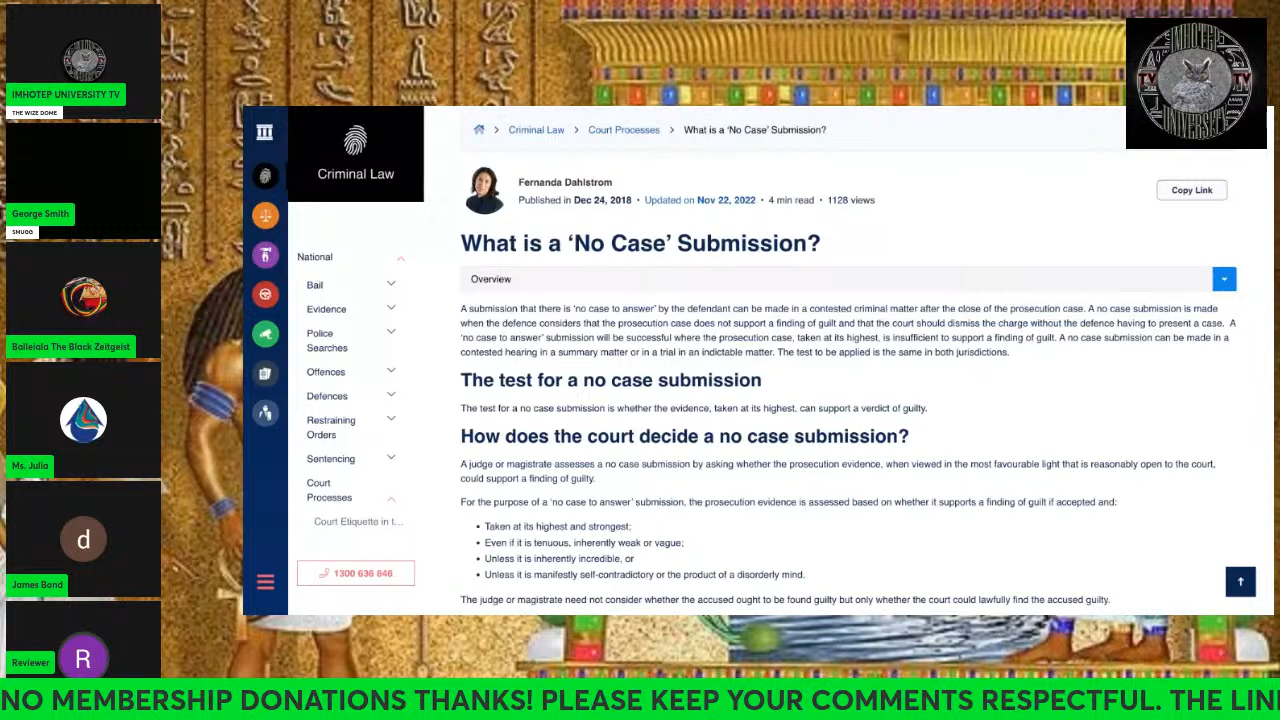 IMHOTEP UNIVERSITY TV
THE WIZE DOME
George Smith
SMUGG
Ballelala The Black Zeitgeist
Ms. Julia
d
James Bond
R
Reviewer
IMHOTEP
TV TV
UNIVERSITY
Criminal Law
National
Bail
Evidence
Police
Searches
Offences
Defences
Restraining
Orders
Sentencing
Court
Processes
Court Etiquette in t...
1300 636 846
Criminal Law > Court Processes > What is a ‘No Case’ Submission?
Fernanda Dahlstrom
Published in Dec 24, 2018 • Updated on Nov 22, 2022 • 4 min read • 1128 views
Copy Link
What is a ‘No Case’ Submission?
Overview
A submission that there is ‘no case to answer’ by the defendant can be made in a contested criminal matter after the close of the prosecution case. A no case submission is made
when the defence considers that the prosecution case does not support a finding of guilt and that the court should dismiss the charge without the defence having to present a case. A
‘no case to answer’ submission will be successful where the prosecution case, taken at its highest, is insufficient to support a finding of guilt. A no case submission can be made in a
contested hearing in a summary matter or in a trial in an indictable matter. The test to be applied is the same in both jurisdictions.
The test for a no case submission
The test for a no case submission is whether the evidence, taken at its highest, can support a verdict of guilty.
How does the court decide a no case submission?
A judge or magistrate assesses a no case submission by asking whether the prosecution evidence, when viewed in the most favourable light that is reasonably open to the court,
could support a finding of guilty.
For the purpose of a ‘no case to answer’ submission, the prosecution evidence is assessed based on whether it supports a finding of guilt if accepted and:
• Taken at its highest and strongest;
• Even if it is tenuous, inherently weak or vague;
• Unless it is inherently incredible, or
• Unless it is manifestly self-contradictory or the product of a disorderly mind.
The judge or magistrate need not consider whether the accused ought to be found guilty but only whether the court could lawfully find the accused guilty.
NO MEMBERSHIP DONATIONS THANKS! PLEASE KEEP YOUR COMMENTS RESPECTFUL. THE LIN